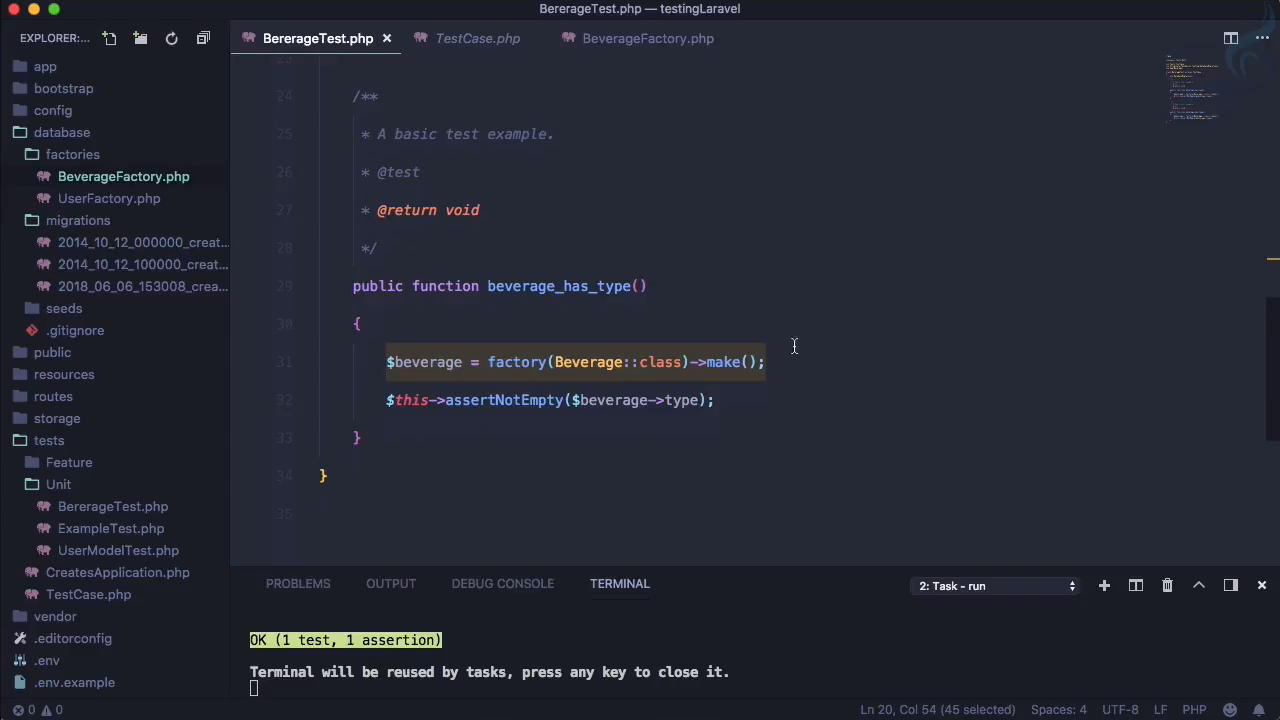 BererageTest.php — testingLaravel
EXPLORER:...
BererageTest.php
TestCase.php
BeverageFactory.php
app
bootstrap
config
database
factories
BeverageFactory.php
UserFactory.php
migrations
2014_10_12_000000_creat...
2014_10_12_100000_creat...
2018_06_06_153008_crea...
seeds
.gitignore
public
resources
routes
storage
tests
Feature
Unit
BererageTest.php
ExampleTest.php
UserModelTest.php
CreatesApplication.php
TestCase.php
vendor
.editorconfig
.env
.env.example
23
24 /**
25 * A basic test example.
26 * @test
27 * @return void
28 */
29 public function beverage_has_type()
30 {
31 $beverage = factory(Beverage::class)->make();
32 $this->assertNotEmpty($beverage->type);
33 }
34 }
35
PROBLEMS OUTPUT DEBUG CONSOLE TERMINAL 2: Task - run
OK (1 test, 1 assertion)
Terminal will be reused by tasks, press any key to close it.
0 0 Ln 20, Col 54 (45 selected) Spaces: 4 UTF-8 LF PHP